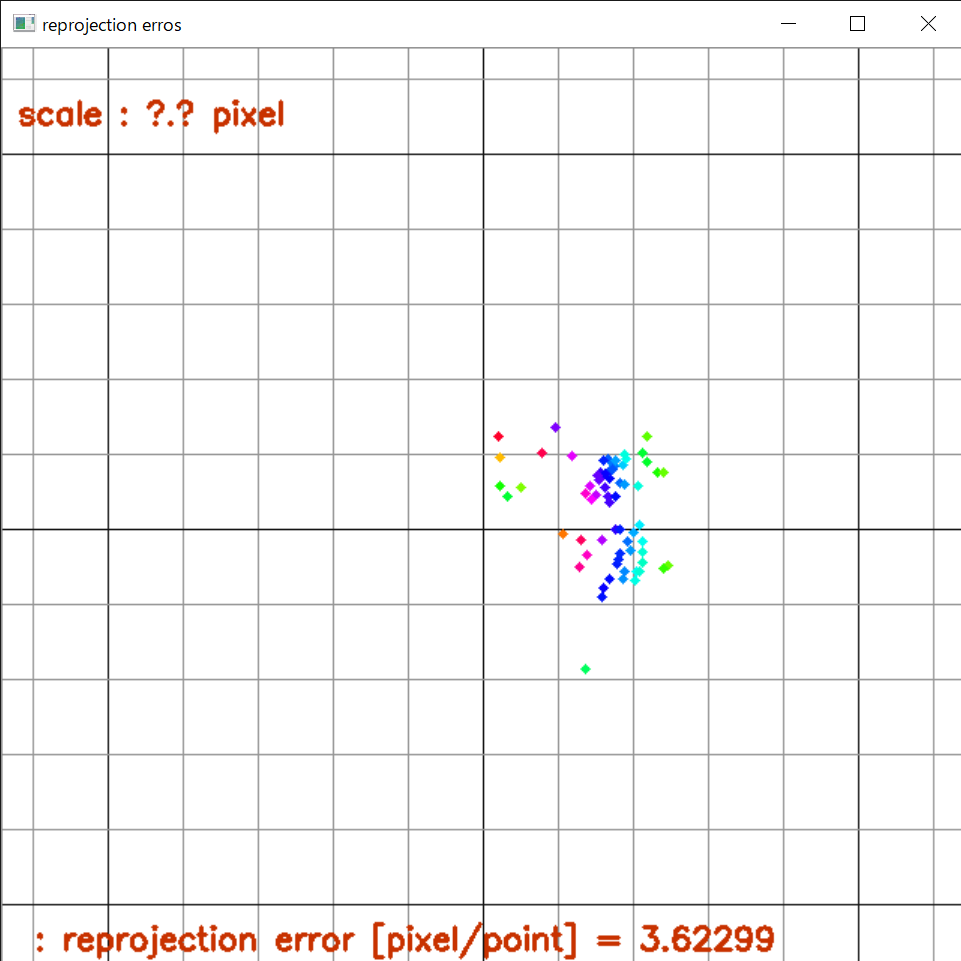 reprojection erros
scale : ?.? pixel
: reprojection error [pixel/point] = 3.62299